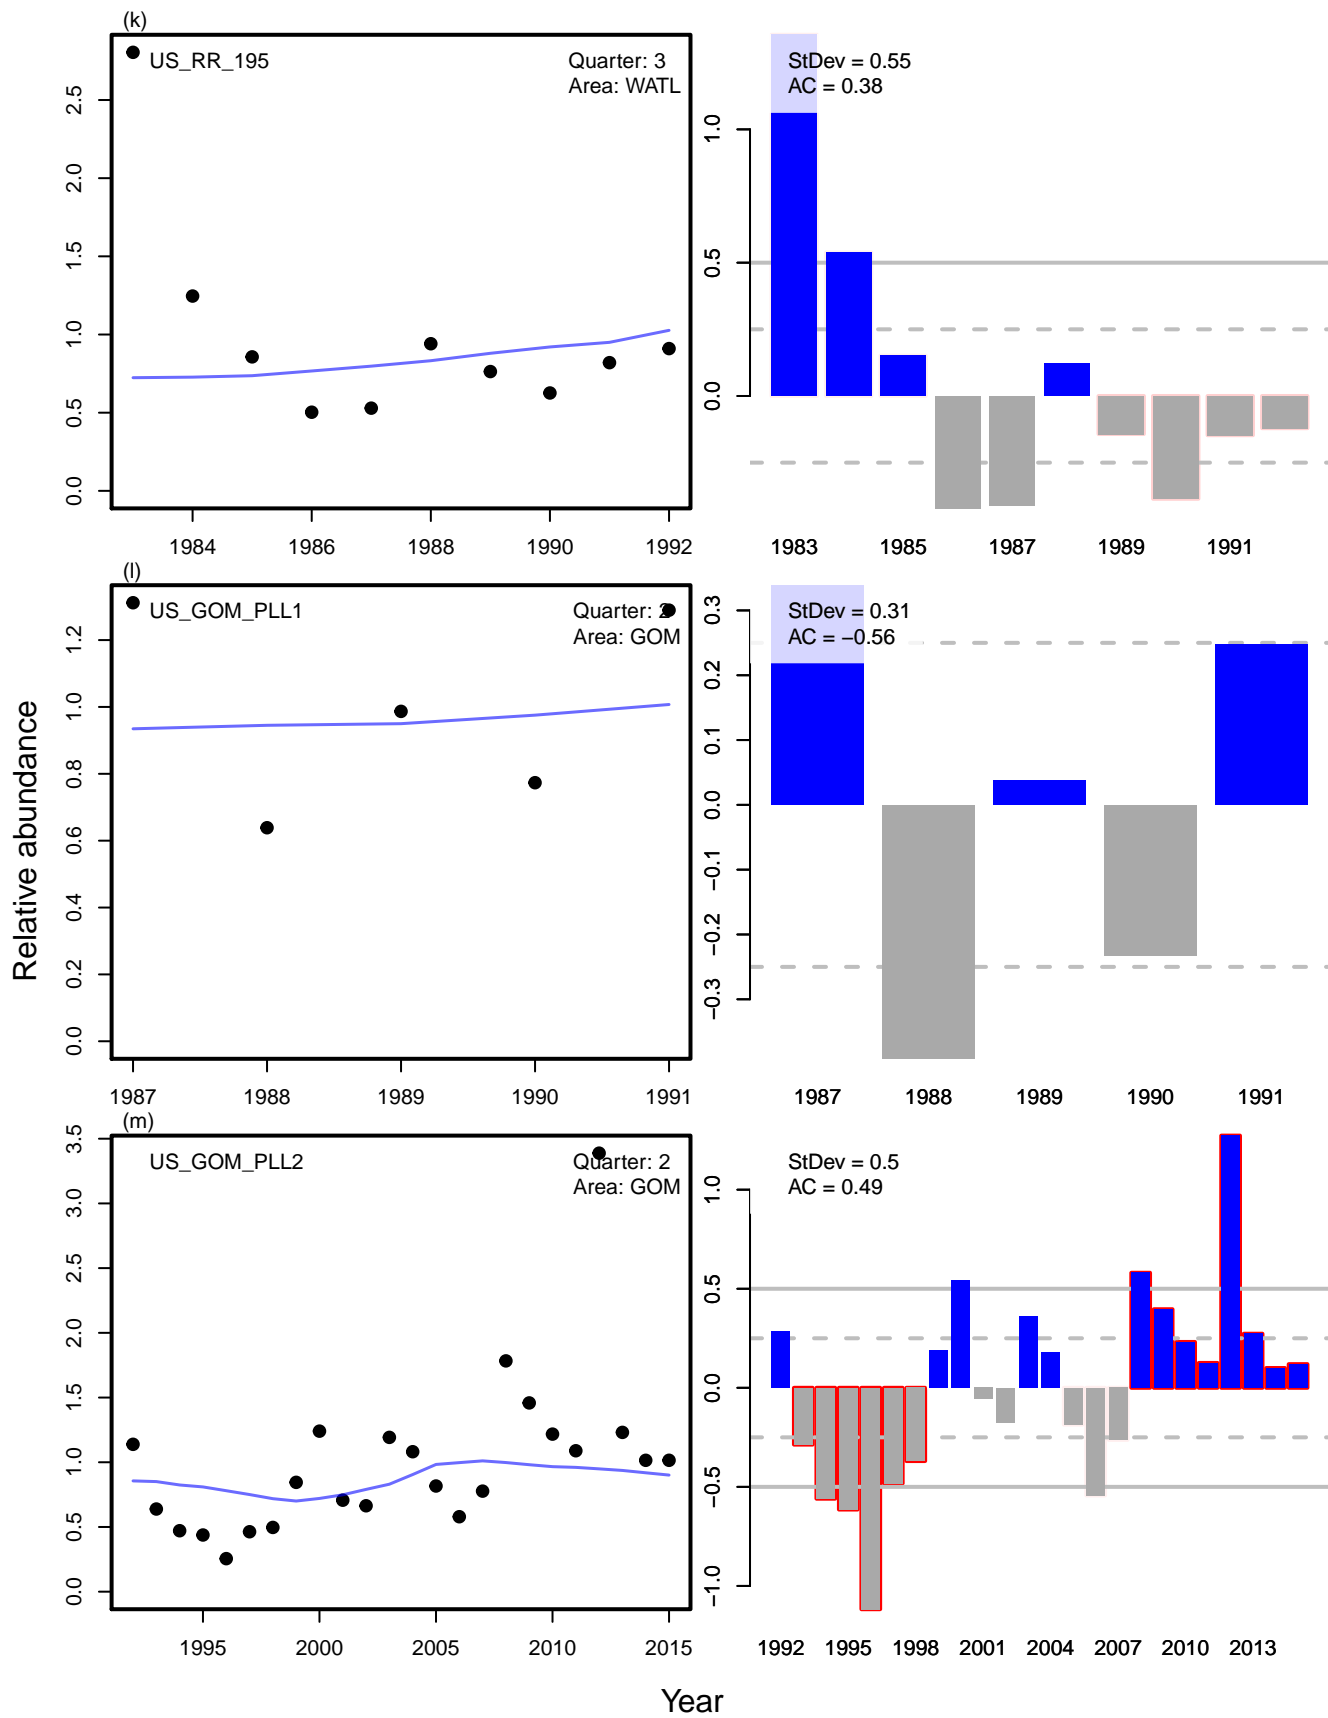 (k)
US_RR_195
Quarter: 3
Area: WATL
StDev = 0.55
AC = 0.38
2.5
2.0
1.5
1.0
0.5
0.0
1.0
0.5
0.0
1984 1986 1988 1990 1992
1983 1985 1987 1989 1991
(l)
US_GOM_PLL1
Quarter: 2
Area: GOM
StDev = 0.31
AC = −0.56
1.2
1.0
0.8
0.6
0.4
0.2
0.0
0.3
0.2
0.1
0.0
−0.1
−0.2
−0.3
1987 1988 1989 1990 1991
1987 1988 1989 1990 1991
Relative abundance
(m)
US_GOM_PLL2
Quarter: 2
Area: GOM
StDev = 0.5
AC = 0.49
3.5
3.0
2.5
2.0
1.5
1.0
0.5
0.0
1.0
0.5
0.0
−0.5
−1.0
1995 2000 2005 2010 2015
1992 1995 1998 2001 2004 2007 2010 2013
Year